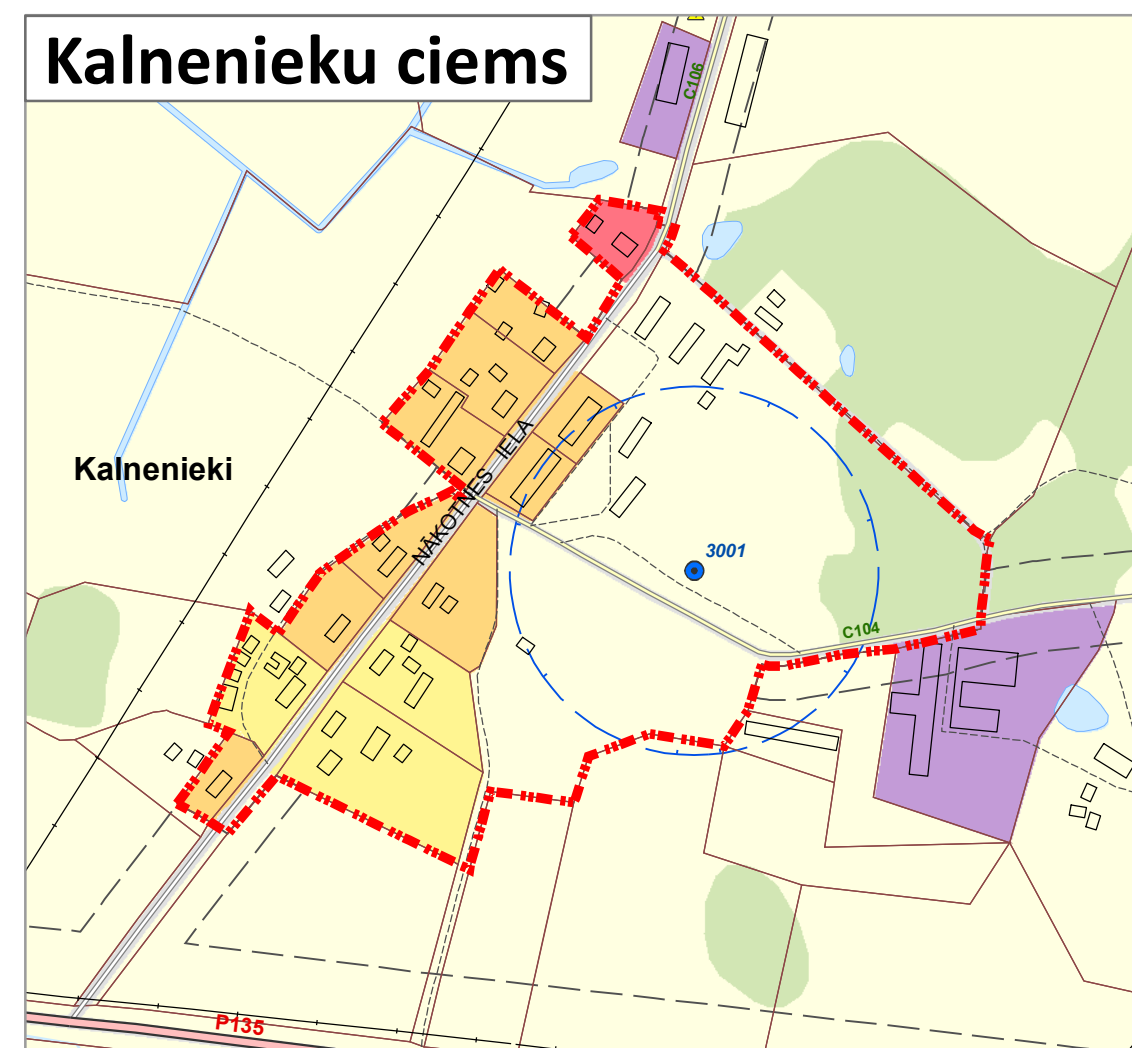 Kalnenieku ciems
C106
NĀKOTNES IELA
Kalnenieki
3001
C104
P135